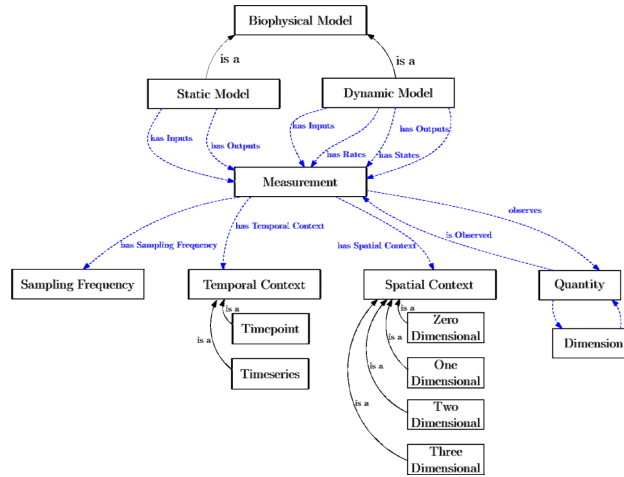 Biophysical Model
is a
is a
Static Model
Dynamic Model
has Inputs
has Outputs
has Inputs
has Rates
has States
has Outputs
Measurement
observes
is Observed
has Sampling Frequency
has Temporal Context
has Spatial Context
Sampling Frequency
Temporal Context
Spatial Context
Quantity
is a
Timepoint
is a
Timeseries
is a
Zero
Dimensional
is a
One
Dimensional
is a
Two
Dimensional
is a
Three
Dimensional
Dimension